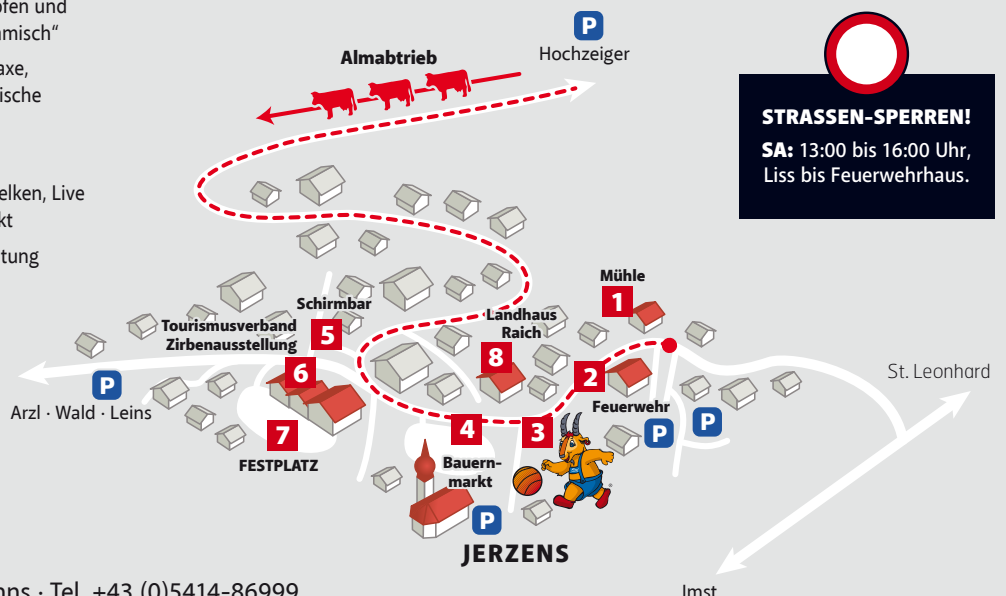 ofen und
amisch“
axe,
ische
elken, Live
kt
tung
P
Hochzeiger
Almabtrieb
STRASSEN-SPERREN!
SA: 13:00 bis 16:00 Uhr,
Liss bis Feuerwehrhaus.
Mühle
1
Schirmbar
5
Landhaus
Raich
8
Tourismusverband
Zirbenausstellung
6
2
Feuerwehr
P
P
St. Leonhard
P
Arzl · Wald · Leins
7
FESTPLATZ
4
3
Bauern-
markt
P
JERZENS
nns · Tel. +43 (0)5414-86999
Imst